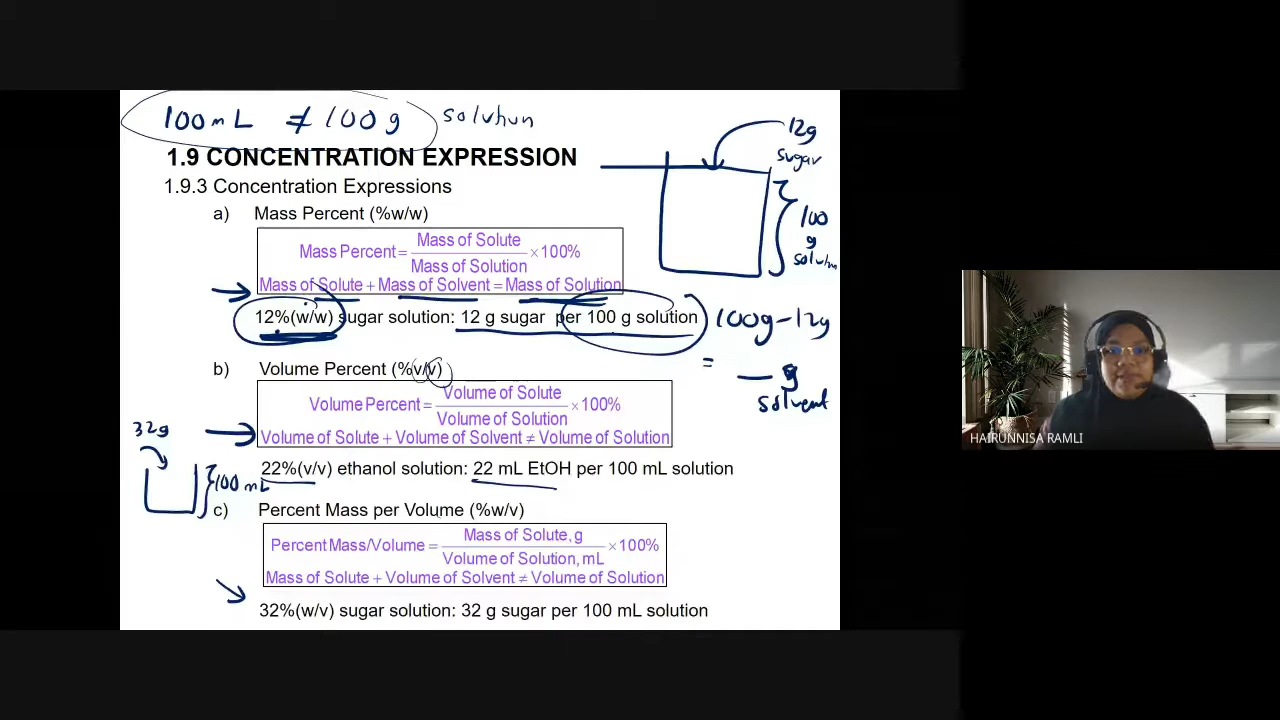 100mL ≠ 100g solution
1.9 CONCENTRATION EXPRESSION
1.9.3 Concentration Expressions
a) Mass Percent (%w/w)
Mass Percent = Mass of Solute / Mass of Solution × 100%
Mass of Solute + Mass of Solvent = Mass of Solution
12%(w/w) sugar solution: 12 g sugar per 100 g solution
12g
sugar
100
g
solution
100g - 12g
= __ g
solvent
b) Volume Percent (%v/v)
Volume Percent = Volume of Solute / Volume of Solution × 100%
Volume of Solute + Volume of Solvent ≠ Volume of Solution
22%(v/v) ethanol solution: 22 mL EtOH per 100 mL solution
32g
100 mL
c) Percent Mass per Volume (%w/v)
Percent Mass/Volume = Mass of Solute, g / Volume of Solution, mL × 100%
Mass of Solute + Volume of Solvent ≠ Volume of Solution
32%(w/v) sugar solution: 32 g sugar per 100 mL solution
HAIRUNNISA RAMLI